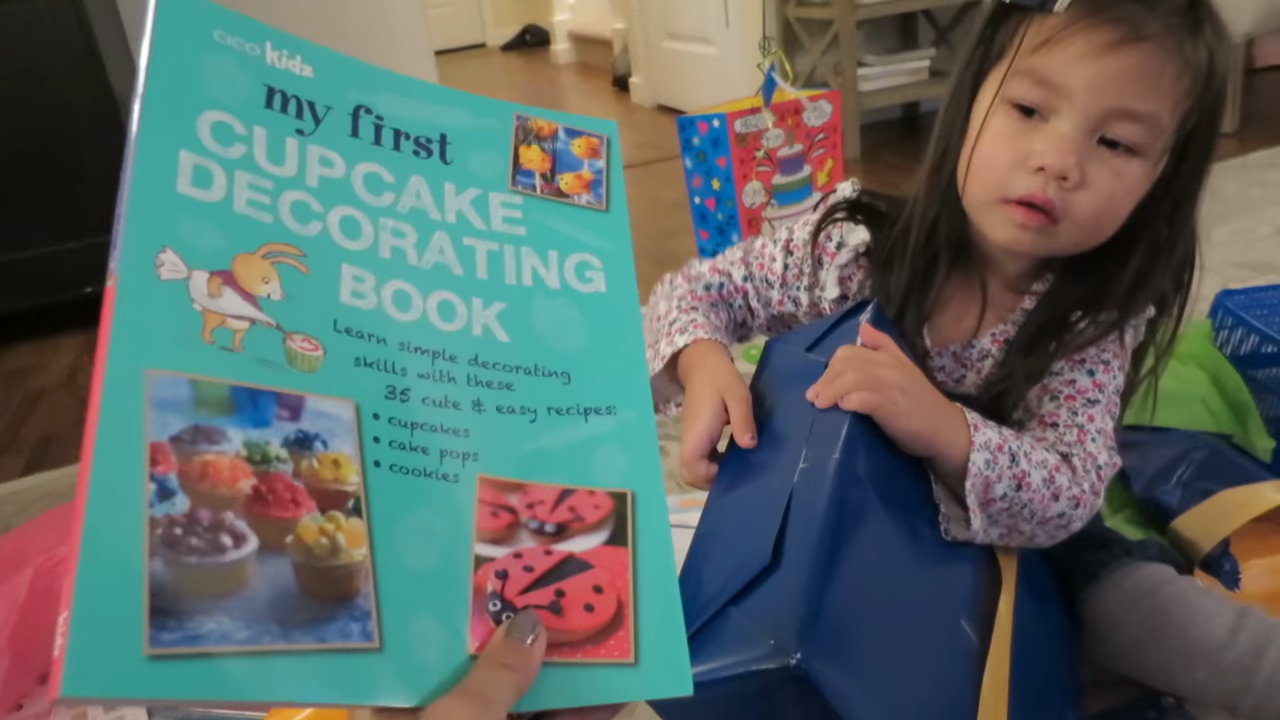 CICO kidz
my first
CUPCAKE
DECORATING
BOOK
Learn simple decorating
skills with these
35 cute & easy recipes:
• cupcakes
• cake pops
• cookies